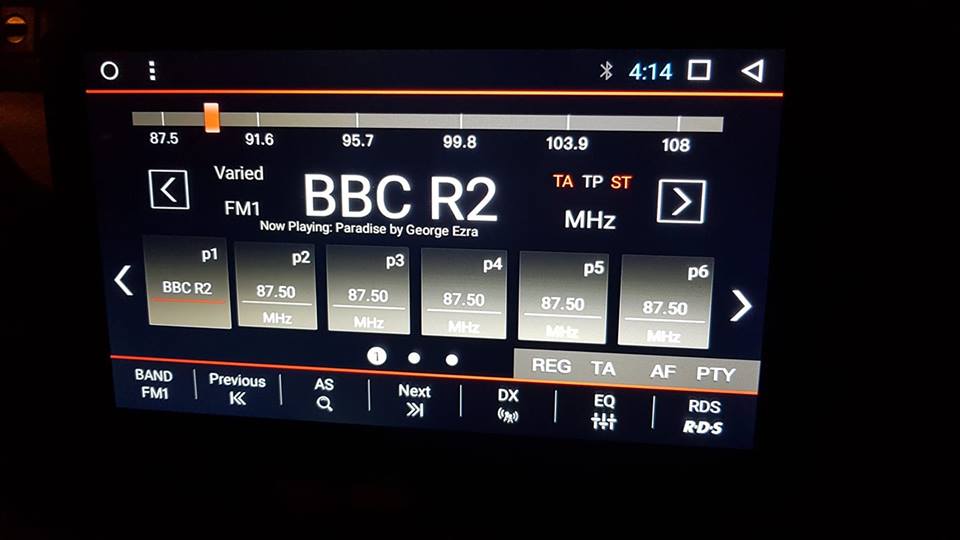 4:14
87.5 91.6 95.7 99.8 103.9 108
Varied
FM1
BBC R2
TA TP ST
MHz
Now Playing: Paradise by George Ezra
p1 p2 p3 p4 p5 p6
BBC R2 87.50 87.50 87.50 87.50 87.50
MHz MHz MHz MHz MHz
1
REG TA AF PTY
BAND Previous AS Next DX EQ RDS
FM1 R·D·S